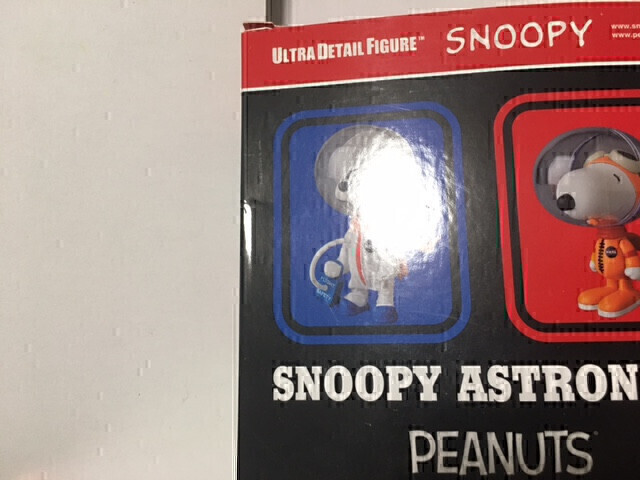 ULTRA DETAIL FIGURE™ SNOOPY
SNOOPY ASTRON
PEANUTS